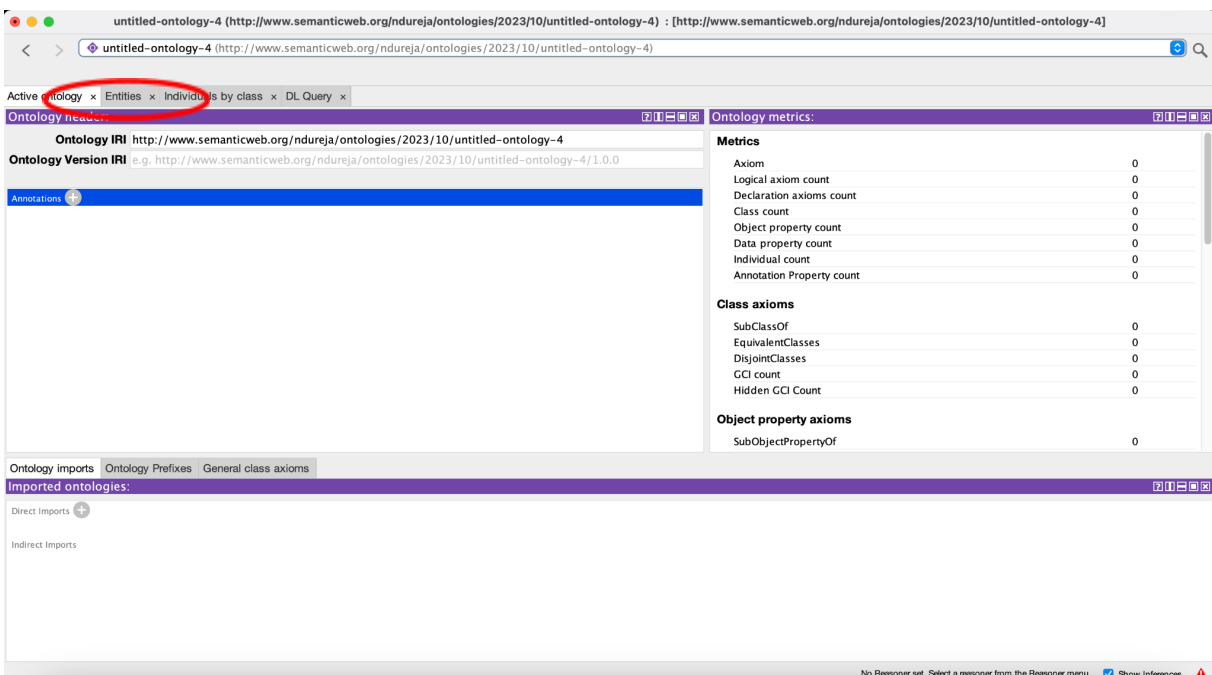 untitled-ontology-4 (http://www.semanticweb.org/ndureja/ontologies/2023/10/untitled-ontology-4) : [http://www.semanticweb.org/ndureja/ontologies/2023/10/untitled-ontology-4]
untitled-ontology-4 (http://www.semanticweb.org/ndureja/ontologies/2023/10/untitled-ontology-4)
Active ontology × Entities × Individuals by class × DL Query ×
Ontology header:
Ontology IRI http://www.semanticweb.org/ndureja/ontologies/2023/10/untitled-ontology-4
Ontology Version IRI e.g. http://www.semanticweb.org/ndureja/ontologies/2023/10/untitled-ontology-4/1.0.0
Annotations
Ontology metrics:
Metrics
Axiom 0
Logical axiom count 0
Declaration axioms count 0
Class count 0
Object property count 0
Data property count 0
Individual count 0
Annotation Property count 0
Class axioms
SubClassOf 0
EquivalentClasses 0
DisjointClasses 0
GCI count 0
Hidden GCI Count 0
Object property axioms
SubObjectPropertyOf 0
Ontology imports Ontology Prefixes General class axioms
Imported ontologies:
Direct Imports
Indirect Imports
No Reasoner set. Select a reasoner from the Reasoner menu Show Inferences